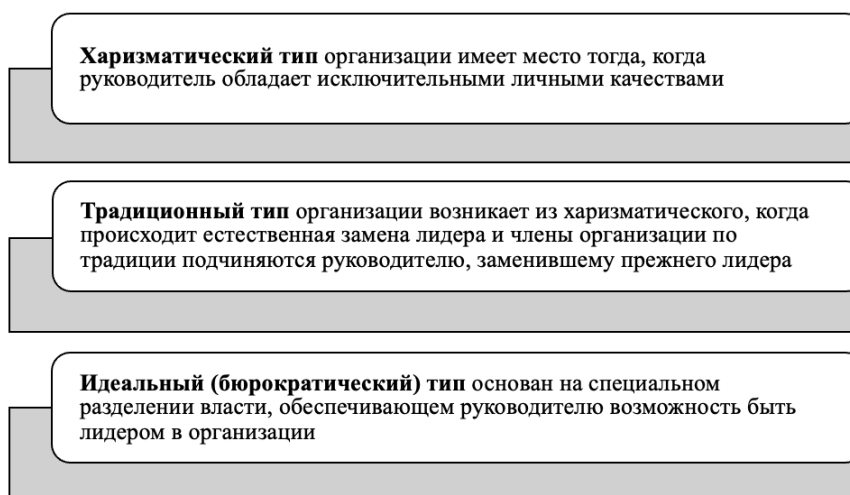 Харизматический тип организации имеет место тогда, когда
руководитель обладает исключительными личными качествами
Традиционный тип организации возникает из харизматического, когда
происходит естественная замена лидера и члены организации по
традиции подчиняются руководителю, заменившему прежнего лидера
Идеальный (бюрократический) тип основан на специальном
разделении власти, обеспечивающем руководителю возможность быть
лидером в организации